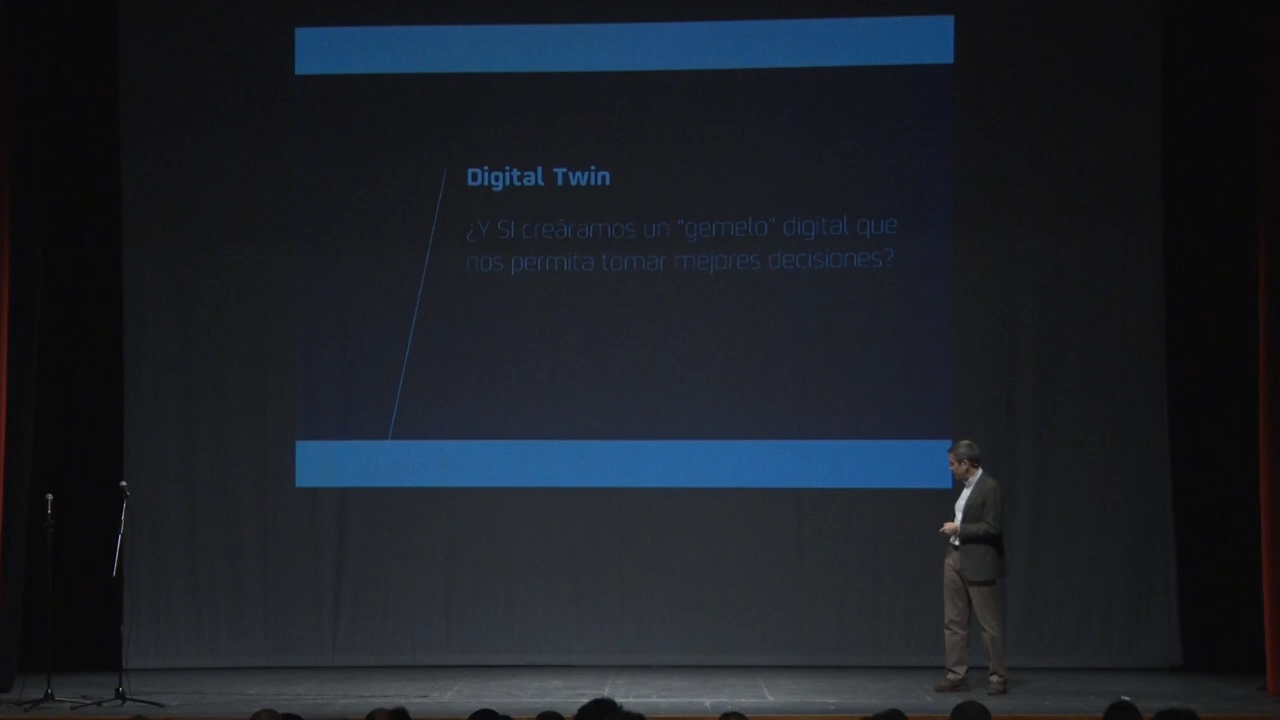 Digital Twin
¿Y SI creáramos un "gemelo" digital que
nos permita tomar mejores decisiones?